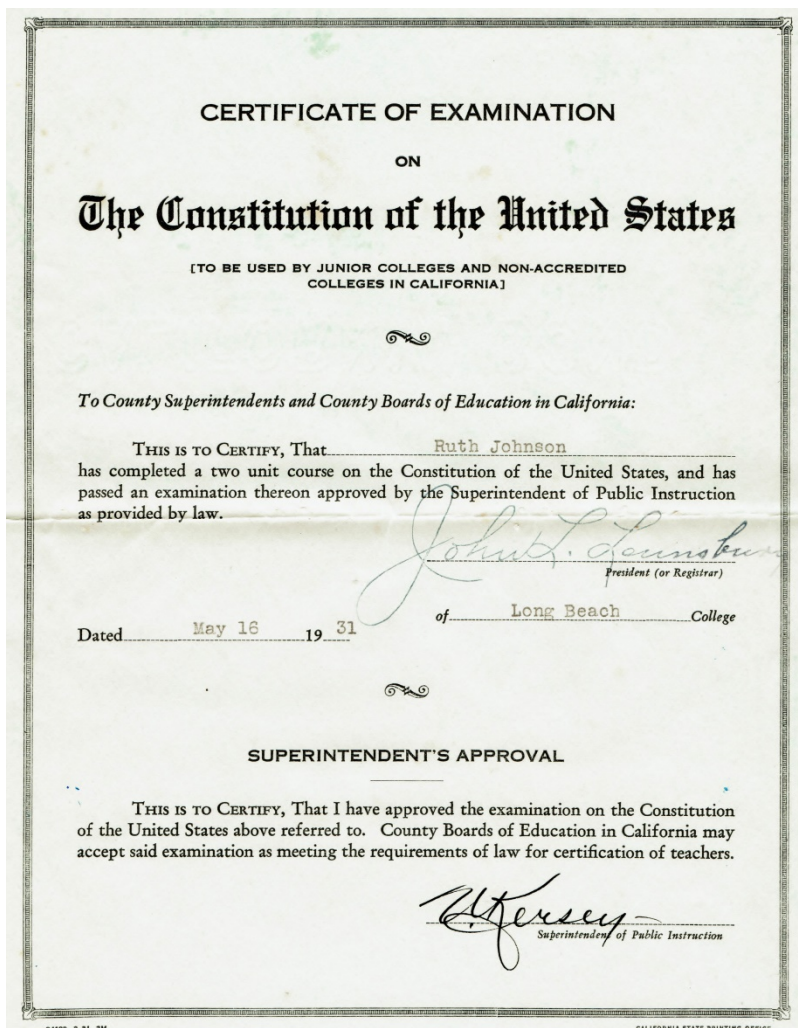 CERTIFICATE OF EXAMINATION
ON
The Constitution of the United States
[TO BE USED BY JUNIOR COLLEGES AND NON-ACCREDITED
COLLEGES IN CALIFORNIA]
To County Superintendents and County Boards of Education in California:
THIS IS TO CERTIFY, That Ruth Johnson
has completed a two unit course on the Constitution of the United States, and has
passed an examination thereon approved by the Superintendent of Public Instruction
as provided by law.
John L. Lounsbury
President (or Registrar)
of Long Beach College
Dated May 16 19 31
SUPERINTENDENT'S APPROVAL
THIS IS TO CERTIFY, That I have approved the examination on the Constitution
of the United States above referred to. County Boards of Education in California may
accept said examination as meeting the requirements of law for certification of teachers.
Kersey
Superintendent of Public Instruction
CALIFORNIA STATE PRINTING OFFICE